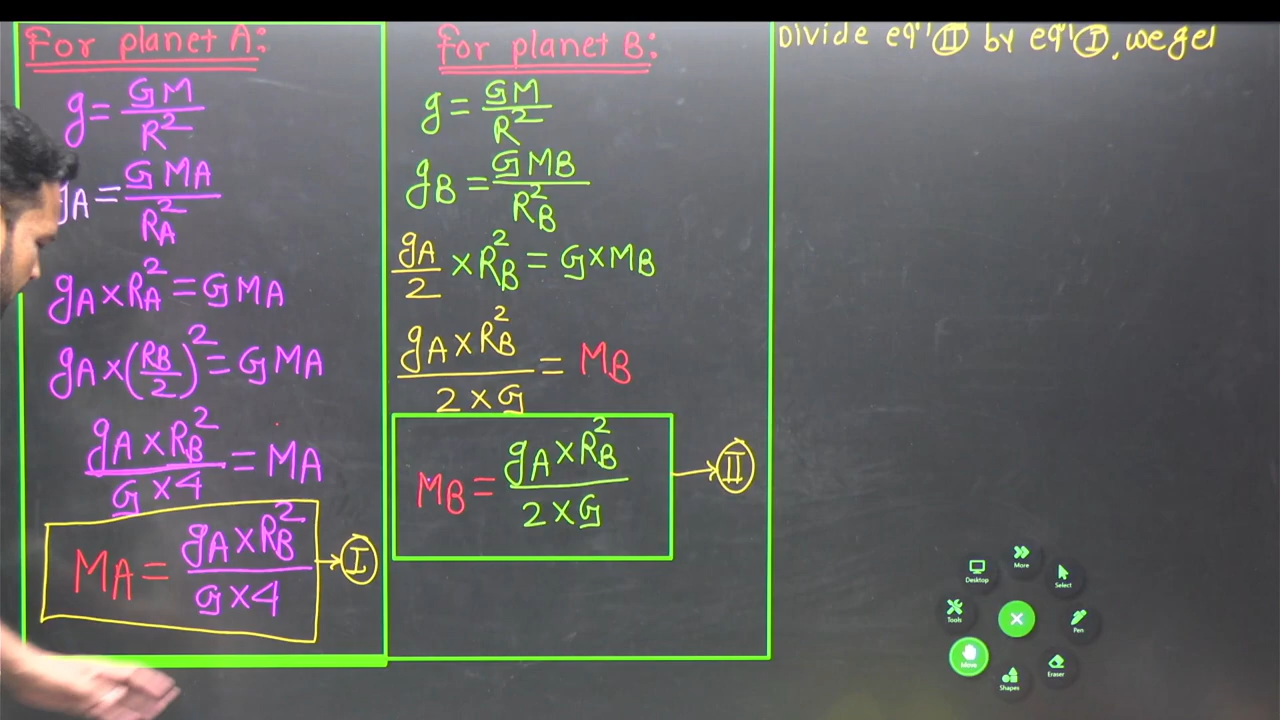 For planet A:
g = GM / R²
gA = GMA / RA²
gA × RA² = GMA
gA × (RB/2)² = GMA
gA × RB² / G × 4 = MA
MA = gA × RB² / G × 4 → I
For planet B:
g = GM / R²
gB = GMB / RB²
gA/2 × RB² = G × MB
gA × RB² / 2 × G = MB
MB = gA × RB² / 2 × G → II
Divide eqⁿ II by eqⁿ I, we get
More
Desktop
Select
Tools
Pen
Move
Eraser
Shapes